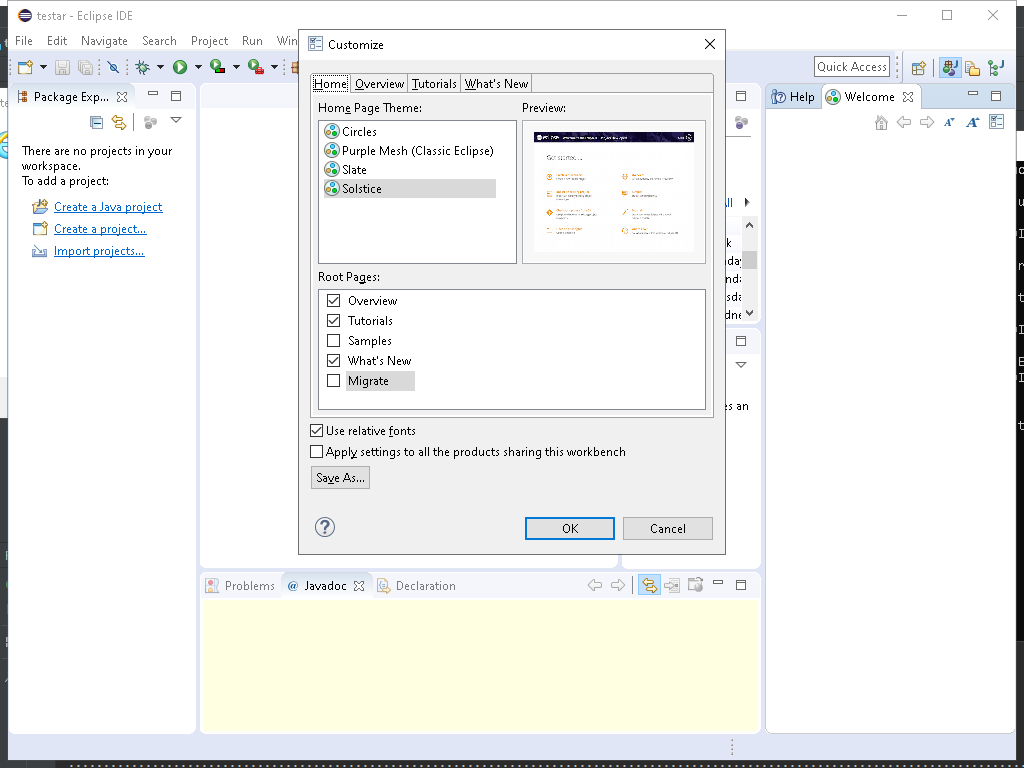 testar - Eclipse IDE
File Edit Navigate Search Project Run Win
Quick Access
Package Exp...
There are no projects in your
workspace.
To add a project:
Create a Java project
Create a project...
Import projects...
Customize
Home Overview Tutorials What's New
Home Page Theme:
Circles
Purple Mesh (Classic Eclipse)
Slate
Solstice
Preview:
Root Pages:
Overview
Tutorials
Samples
What's New
Migrate
Use relative fonts
Apply settings to all the products sharing this workbench
Save As...
OK Cancel
Help Welcome
es an
Problems @ Javadoc Declaration